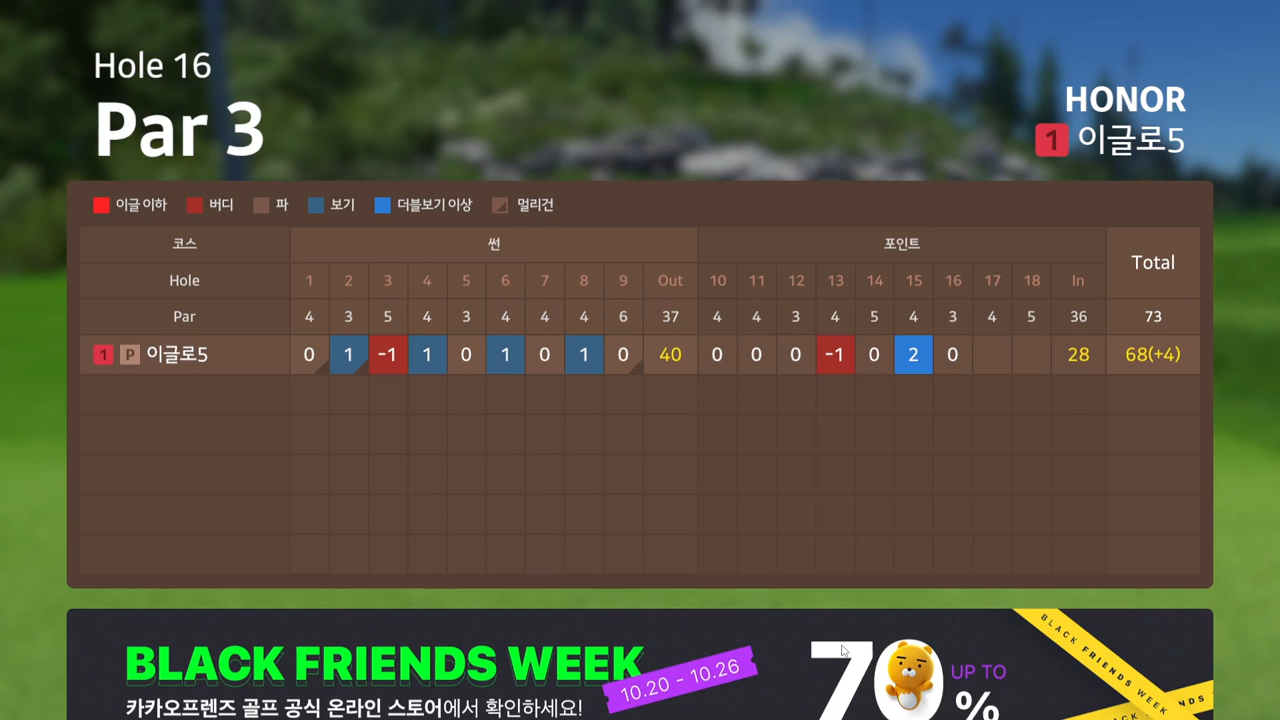 Hole 16
Par 3
HONOR
1 이글로5
이글 이하 버디 파 보기 더블보기 이상 멀리건
코스 썬 포인트 Total
Hole 1 2 3 4 5 6 7 8 9 Out 10 11 12 13 14 15 16 17 18 In
Par 4 3 5 4 3 4 4 4 6 37 4 4 3 4 5 4 3 4 5 36 73
1 P 이글로5 0 1 -1 1 0 1 0 1 0 40 0 0 0 -1 0 2 0 28 68(+4)
BLACK FRIENDS WEEK
10.20 - 10.26
카카오프렌즈 골프 공식 온라인 스토어에서 확인하세요!
70
UP TO
%
BLACK FRIENDS WEEK